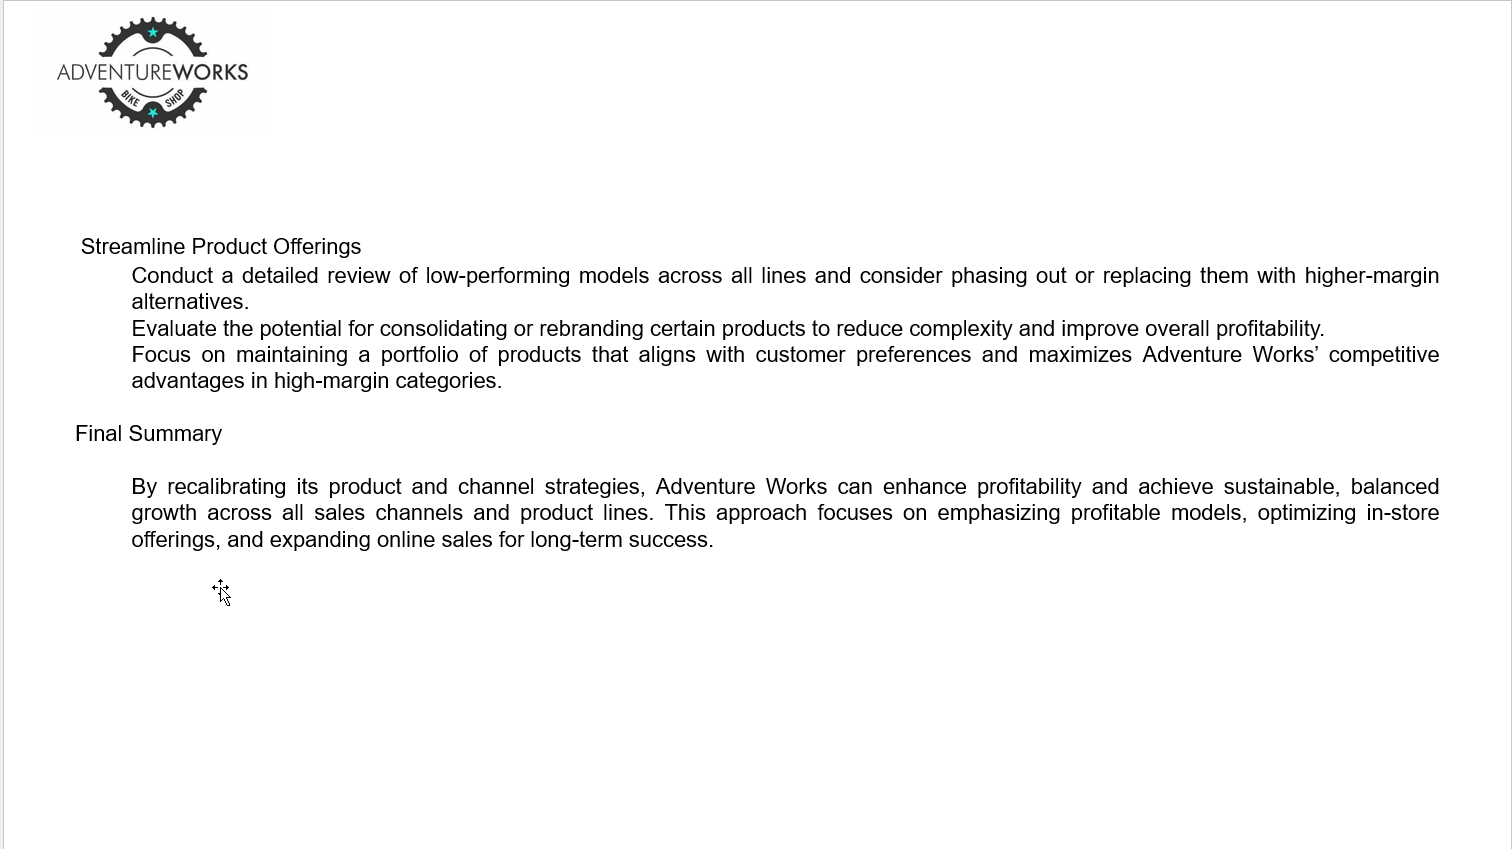 ADVENTUREWORKS
BIKE SHOP
Streamline Product Offerings
Conduct a detailed review of low-performing models across all lines and consider phasing out or replacing them with higher-margin
alternatives.
Evaluate the potential for consolidating or rebranding certain products to reduce complexity and improve overall profitability.
Focus on maintaining a portfolio of products that aligns with customer preferences and maximizes Adventure Works’ competitive
advantages in high-margin categories.
Final Summary
By recalibrating its product and channel strategies, Adventure Works can enhance profitability and achieve sustainable, balanced
growth across all sales channels and product lines. This approach focuses on emphasizing profitable models, optimizing in-store
offerings, and expanding online sales for long-term success.